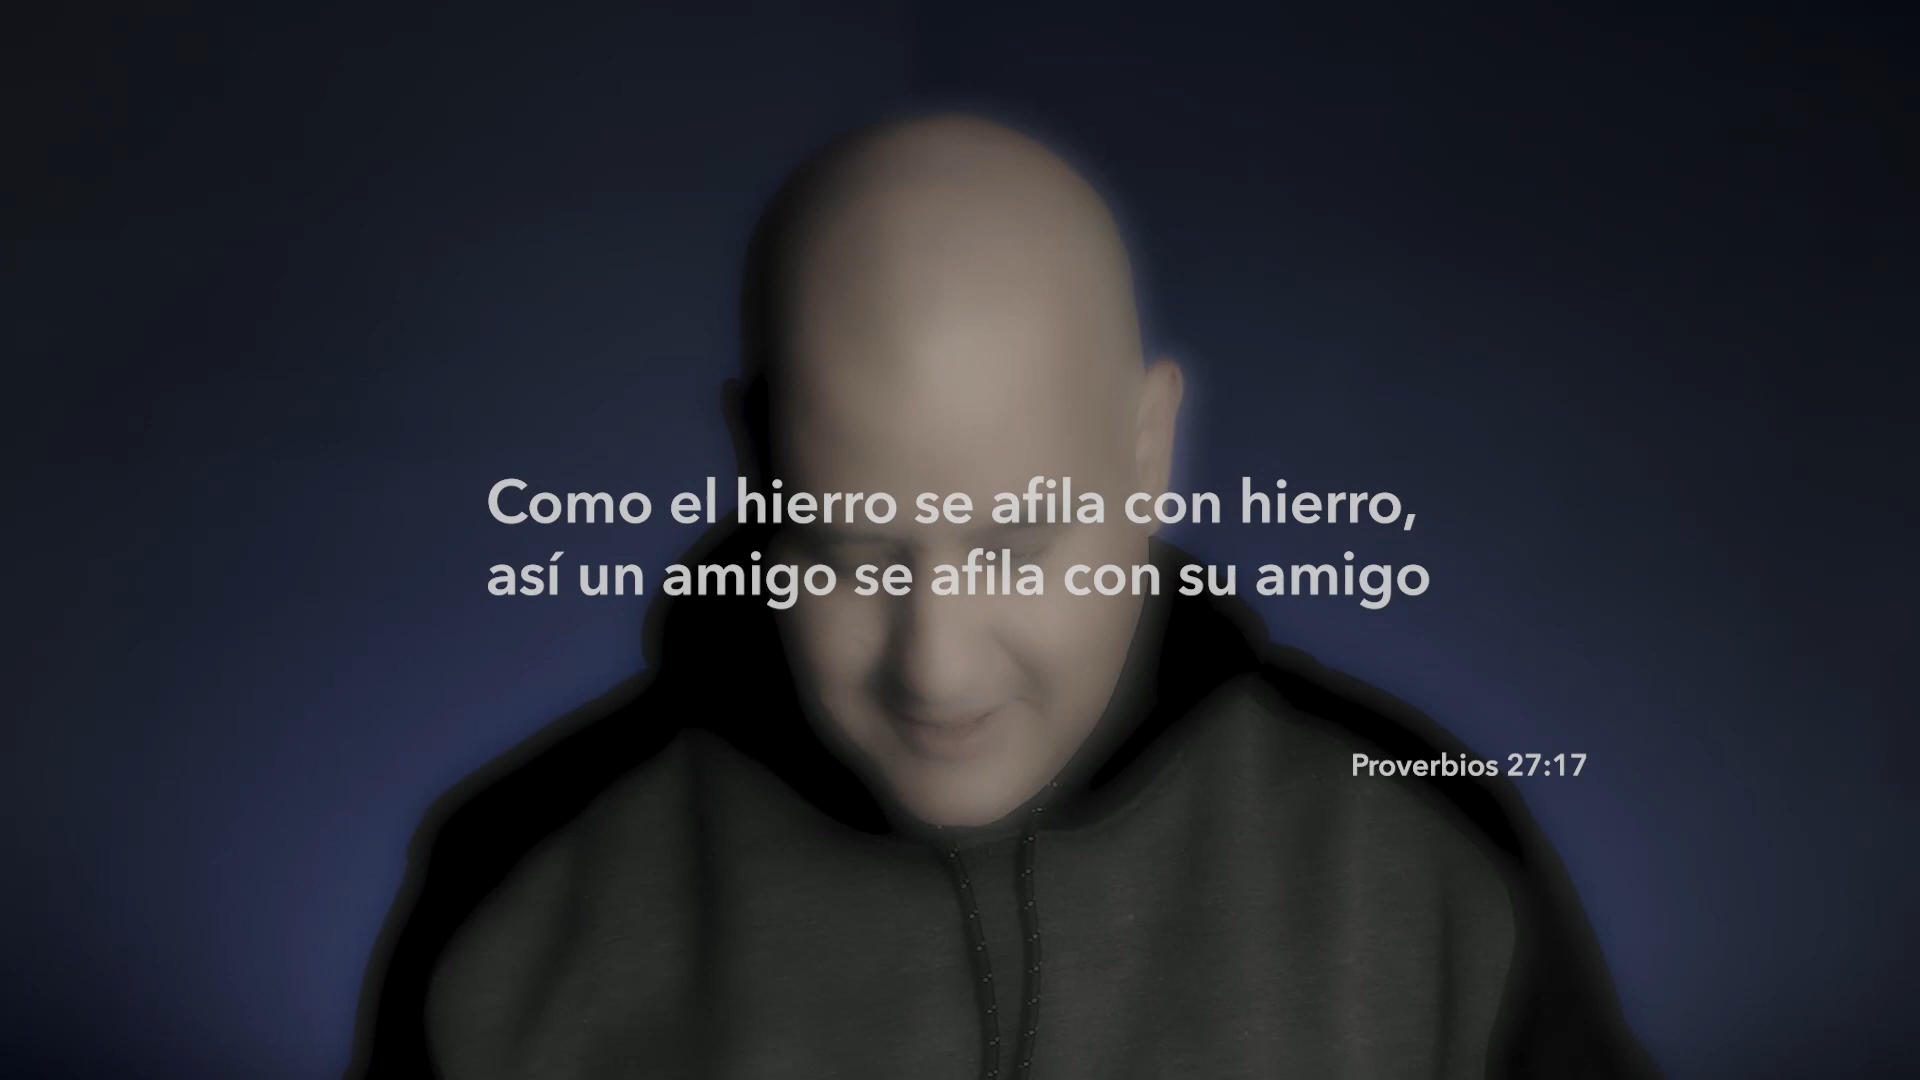 Como el hierro se afila con hierro,
así un amigo se afila con su amigo
Proverbios 27:17